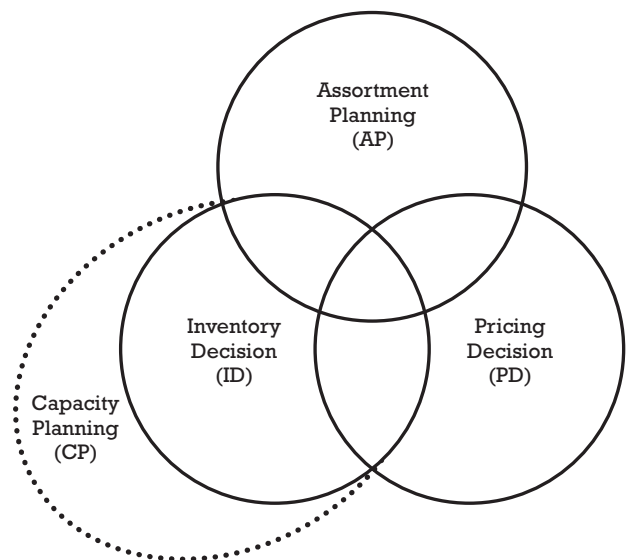 Assortment
Planning
(AP)
Inventory
Decision
(ID)
Pricing
Decision
(PD)
Capacity
Planning
(CP)